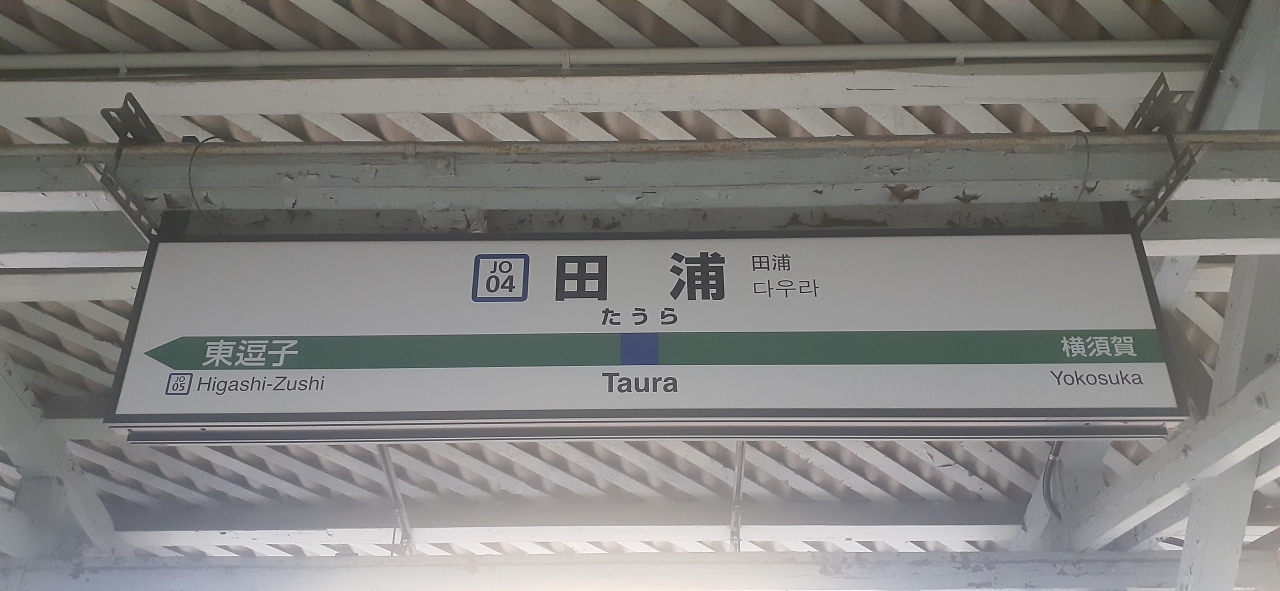 JO
04
田 浦
田浦
다우라
たうら
東逗子
横須賀
JO
05
Higashi-Zushi
Taura
Yokosuka